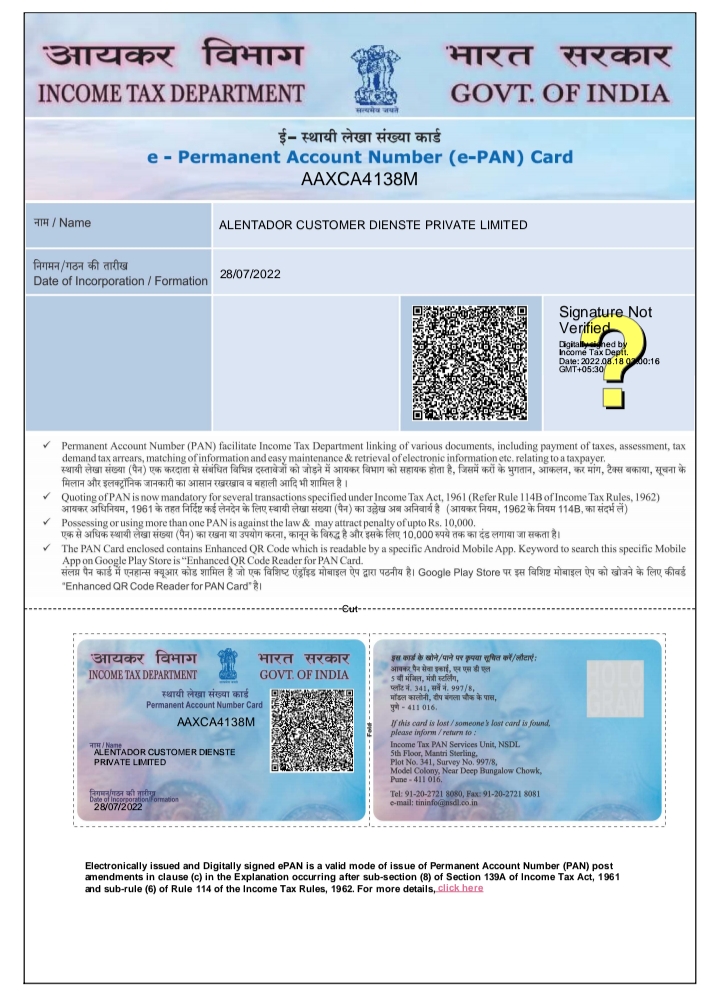 आयकर विभाग
INCOME TAX DEPARTMENT
सत्यमेव जयते
भारत सरकार
GOVT. OF INDIA
ई- स्थायी लेखा संख्या कार्ड
e - Permanent Account Number (e-PAN) Card
AAXCA4138M
नाम / Name
ALENTADOR CUSTOMER DIENSTE PRIVATE LIMITED
निगमन/गठन की तारीख
Date of Incorporation / Formation
28/07/2022
Signature Not
Verified
Digitally signed by
Income Tax Deptt.
Date: 2022.08.18 03:00:16
GMT+05:30
✓ Permanent Account Number (PAN) facilitate Income Tax Department linking of various documents, including payment of taxes, assessment, tax
demand tax arrears, matching of information and easy maintenance & retrieval of electronic information etc. relating to a taxpayer.
स्थायी लेखा संख्या (पैन) एक करदाता से संबंधित विभिन्न दस्तावेजों को जोड़ने में आयकर विभाग को सहायक होता है, जिसमें करों के भुगतान, आकलन, कर मांग, टैक्स बकाया, सूचना के
मिलान और इलक्ट्रॉनिक जानकारी का आसान रखरखाव व बहाली आदि भी शामिल है ।
✓ Quoting of PAN is now mandatory for several transactions specified under Income Tax Act, 1961 (Refer Rule 114B of Income Tax Rules, 1962)
आयकर अधिनियम, 1961 के तहत निर्दिष्ट कई लेनदेन के लिए स्थायी लेखा संख्या (पैन) का उल्लेख अब अनिवार्य है (आयकर नियम, 1962 के नियम 114B, का संदर्भ लें)
✓ Possessing or using more than one PAN is against the law & may attract penalty of upto Rs. 10,000.
एक से अधिक स्थायी लेखा संख्या (पैन) का रखना या उपयोग करना, कानून के विरुद्ध है और इसके लिए 10,000 रुपये तक का दंड लगाया जा सकता है।
✓ The PAN Card enclosed contains Enhanced QR Code which is readable by a specific Android Mobile App. Keyword to search this specific Mobile
App on Google Play Store is "Enhanced QR Code Reader for PAN Card.
संलग्न पैन कार्ड में एनहान्स क्यूआर कोड शामिल है जो एक विशिष्ट एंड्रॉइड मोबाइल ऐप द्वारा पठनीय है। Google Play Store पर इस विशिष्ट मोबाइल ऐप को खोजने के लिए कीवर्ड
"Enhanced QR Code Reader for PAN Card" है।
Cut
आयकर विभाग
INCOME TAX DEPARTMENT
भारत सरकार
GOVT. OF INDIA
स्थायी लेखा संख्या कार्ड
Permanent Account Number Card
AAXCA4138M
नाम / Name
ALENTADOR CUSTOMER DIENSTE
PRIVATE LIMITED
निगमन/गठन की तारीख
Date of Incorporation/Formation
28/07/2022
Fold
इस कार्ड के खोने/पाने पर कृपया सूचित करें/लौटाएं:
आयकर पैन सेवा इकाई, एन एस डी एल
5 वीं मंजिल, मंत्री स्टर्लिंग,
प्लॉट नं. 341, सर्वे नं. 997/8,
मॉडल कालोनी, दीप बंगला चौक के पास,
पुणे - 411 016.
If this card is lost / someone's lost card is found,
please inform / return to :
Income Tax PAN Services Unit, NSDL
5th Floor, Mantri Sterling,
Plot No. 341, Survey No. 997/8,
Model Colony, Near Deep Bungalow Chowk,
Pune - 411 016.
Tel: 91-20-2721 8080, Fax: 91-20-2721 8081
e-mail: tininfo@nsdl.co.in
Electronically issued and Digitally signed ePAN is a valid mode of issue of Permanent Account Number (PAN) post
amendments in clause (c) in the Explanation occurring after sub-section (8) of Section 139A of Income Tax Act, 1961
and sub-rule (6) of Rule 114 of the Income Tax Rules, 1962. For more details, click here